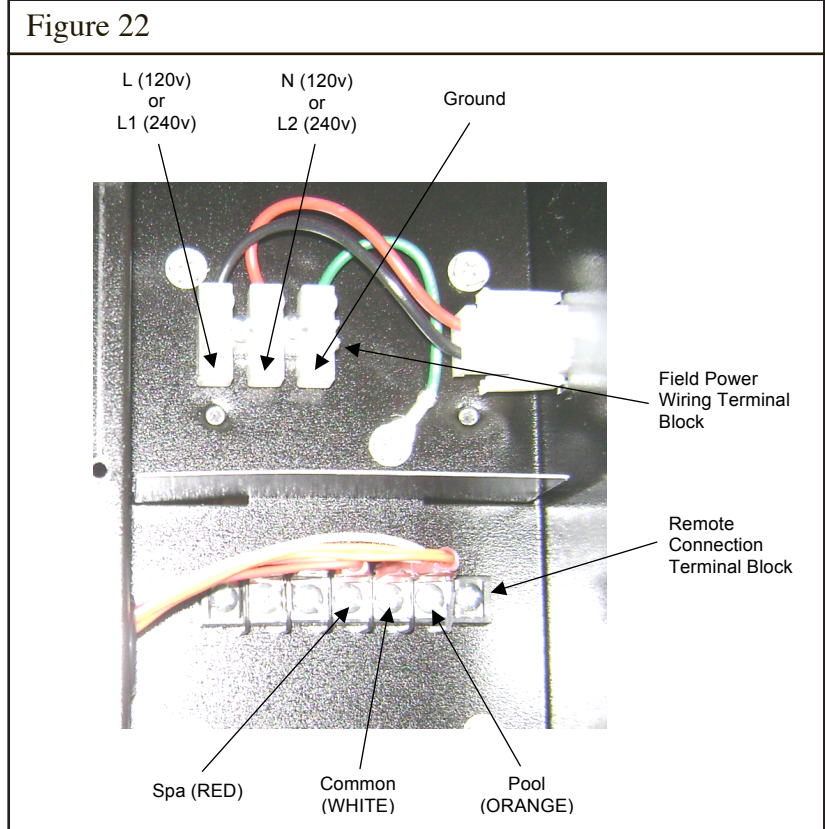 Figure 22
L (120v)
or
L1 (240v)
N (120v)
or
L2 (240v)
Ground
Field Power
Wiring Terminal
Block
Remote
Connection
Terminal Block
Spa (RED)
Common
(WHITE)
Pool
(ORANGE)